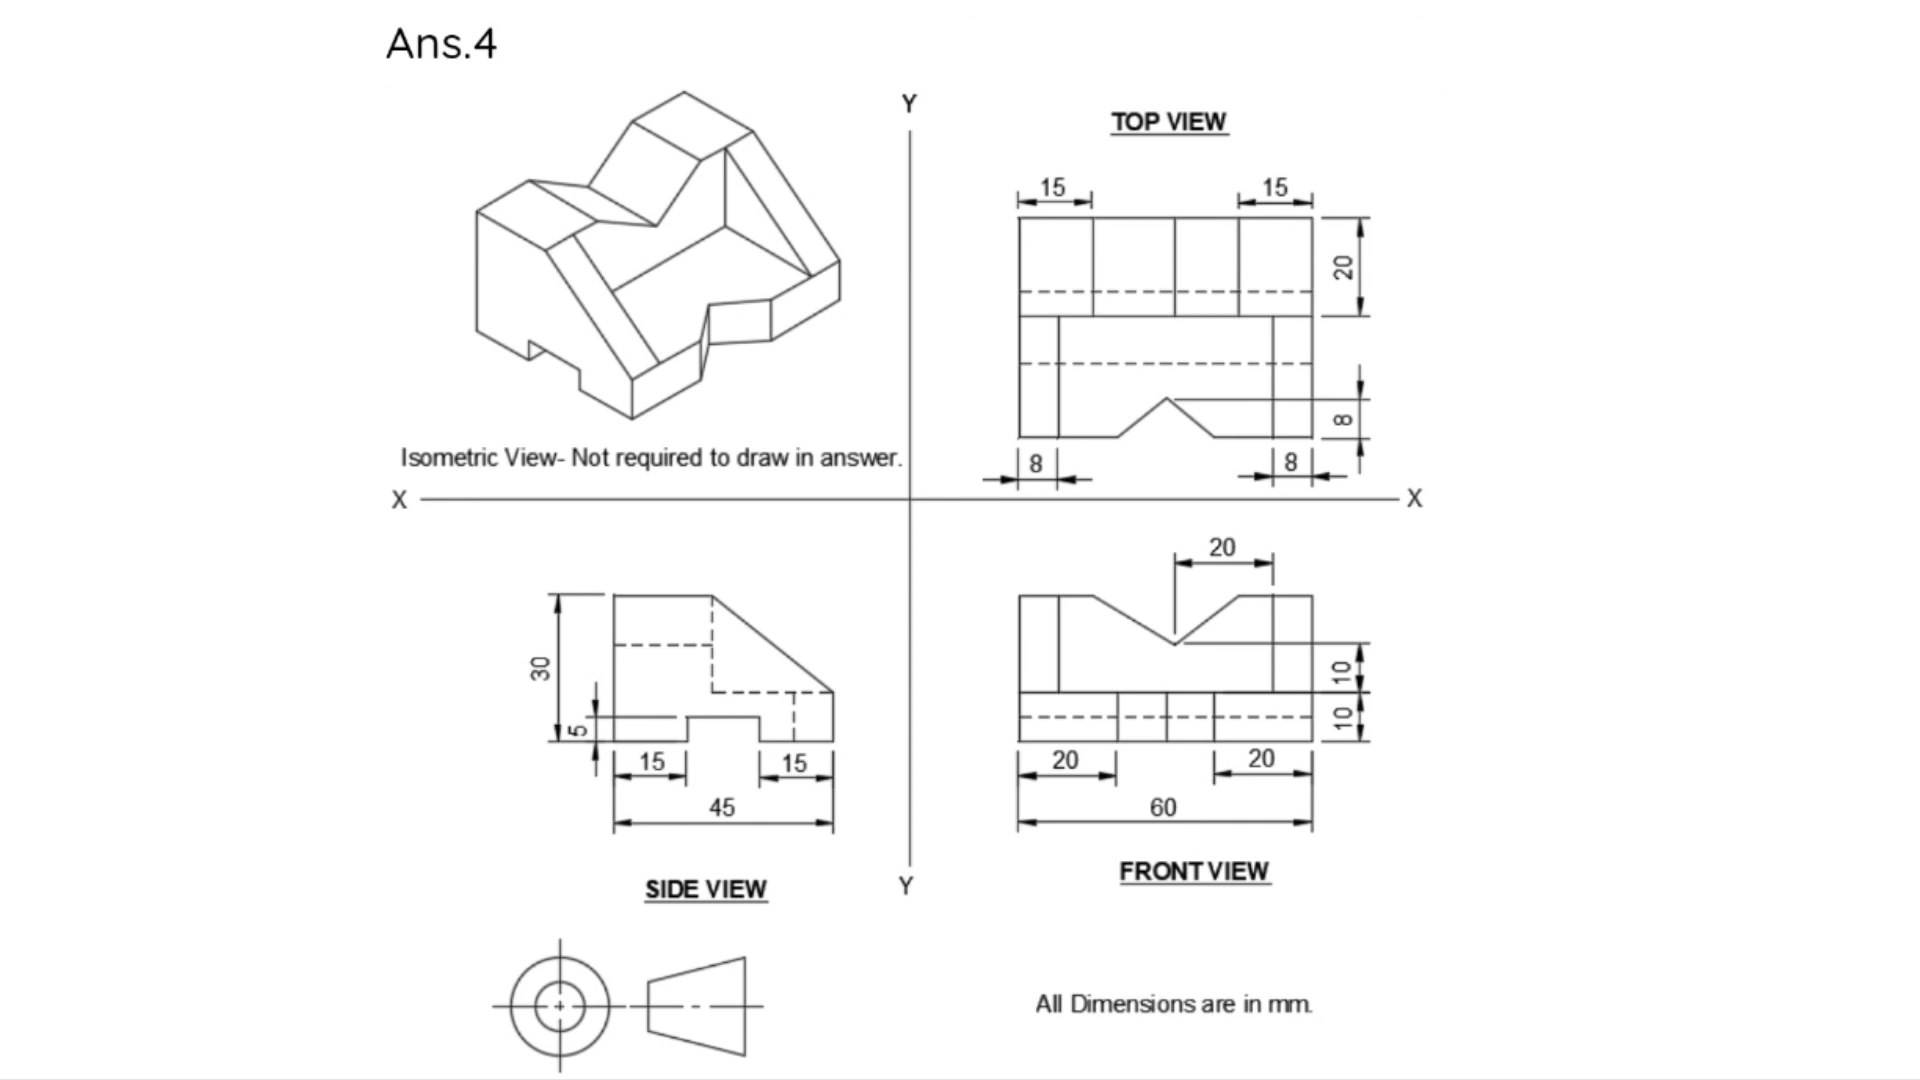 Ans.4
Y
TOP VIEW
15
15
20
8
8
8
Isometric View- Not required to draw in answer.
X
X
20
30
5
15
15
45
10
10
20
20
60
SIDE VIEW
Y
FRONT VIEW
All Dimensions are in mm.